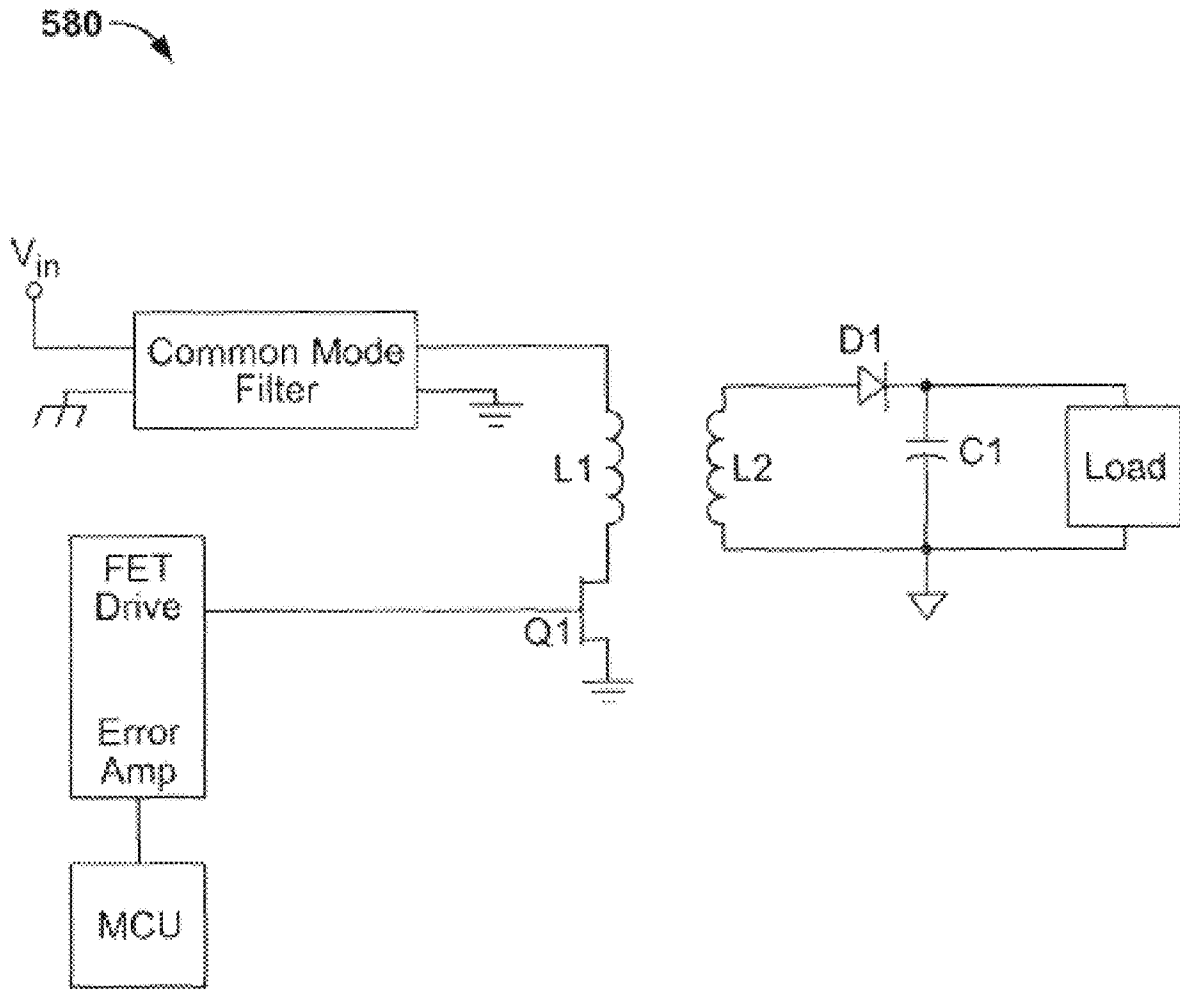 580
Vin
Common Mode
Filter
D1
L1
L2
C1
Load
FET
Drive
Q1
Error
Amp
MCU